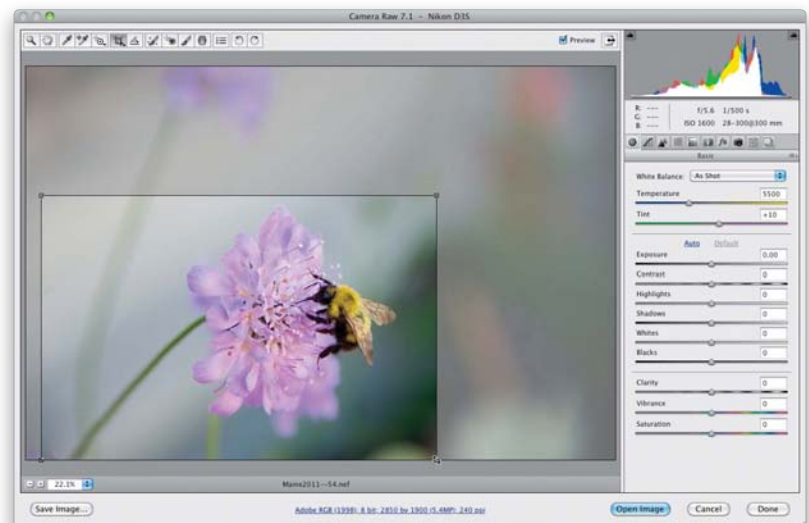 Camera Raw 7.1 – Nikon D3S
Preview
R: ---
G: ---
B: ---
f/5.6 1/500 s
ISO 1600 28-300@300 mm
Basic
White Balance: As Shot
Temperature 5500
Tint +10
Auto Default
Exposure 0.00
Contrast 0
Highlights 0
Shadows 0
Whites 0
Blacks 0
Clarity 0
Vibrance 0
Saturation 0
22.1%
Maine2011--54.nef
Save Image...
Adobe RGB (1998); 8 bit; 2850 by 1900 (5.4MP); 240 ppi
Open Image
Cancel
Done